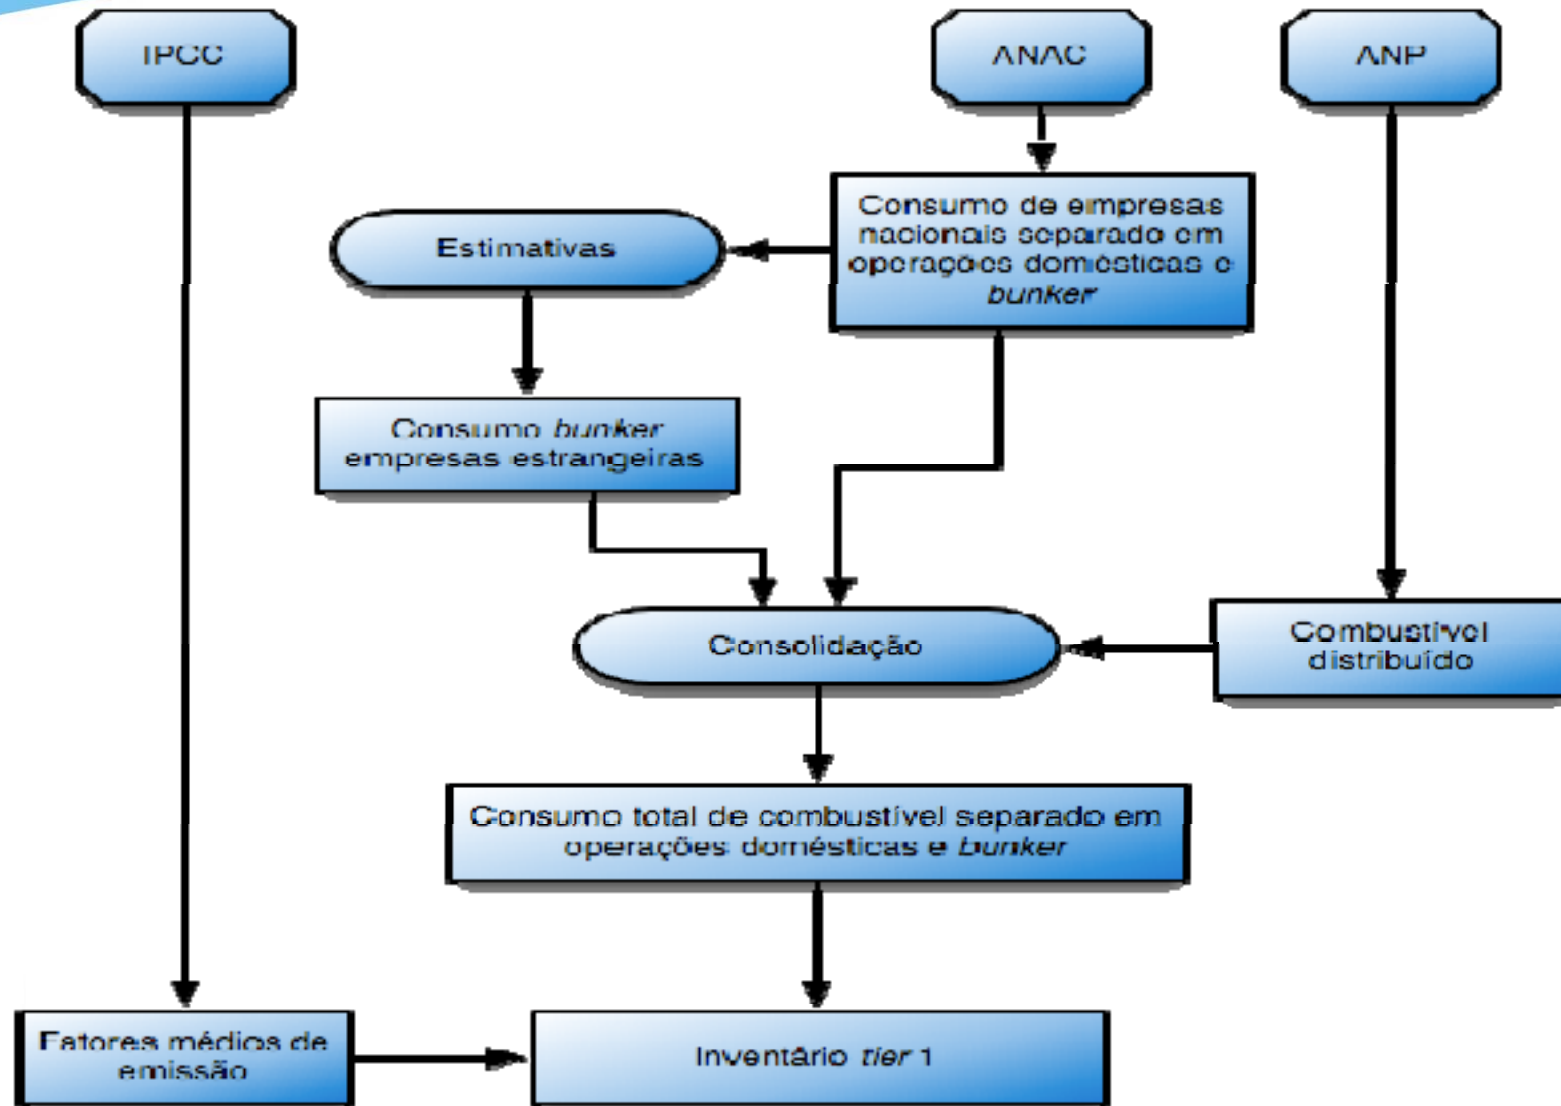 IPCC
ANAC
ANP
Consumo de empresas
nacionais separado em
operações domésticas e
bunker
Estimativas
Consumo bunker
empresas estrangeiras
Consolidação
Combustível
distribuído
Consumo total de combustível separado em
operações domésticas e bunker
Fatores médios de
emissão
Inventário tier 1